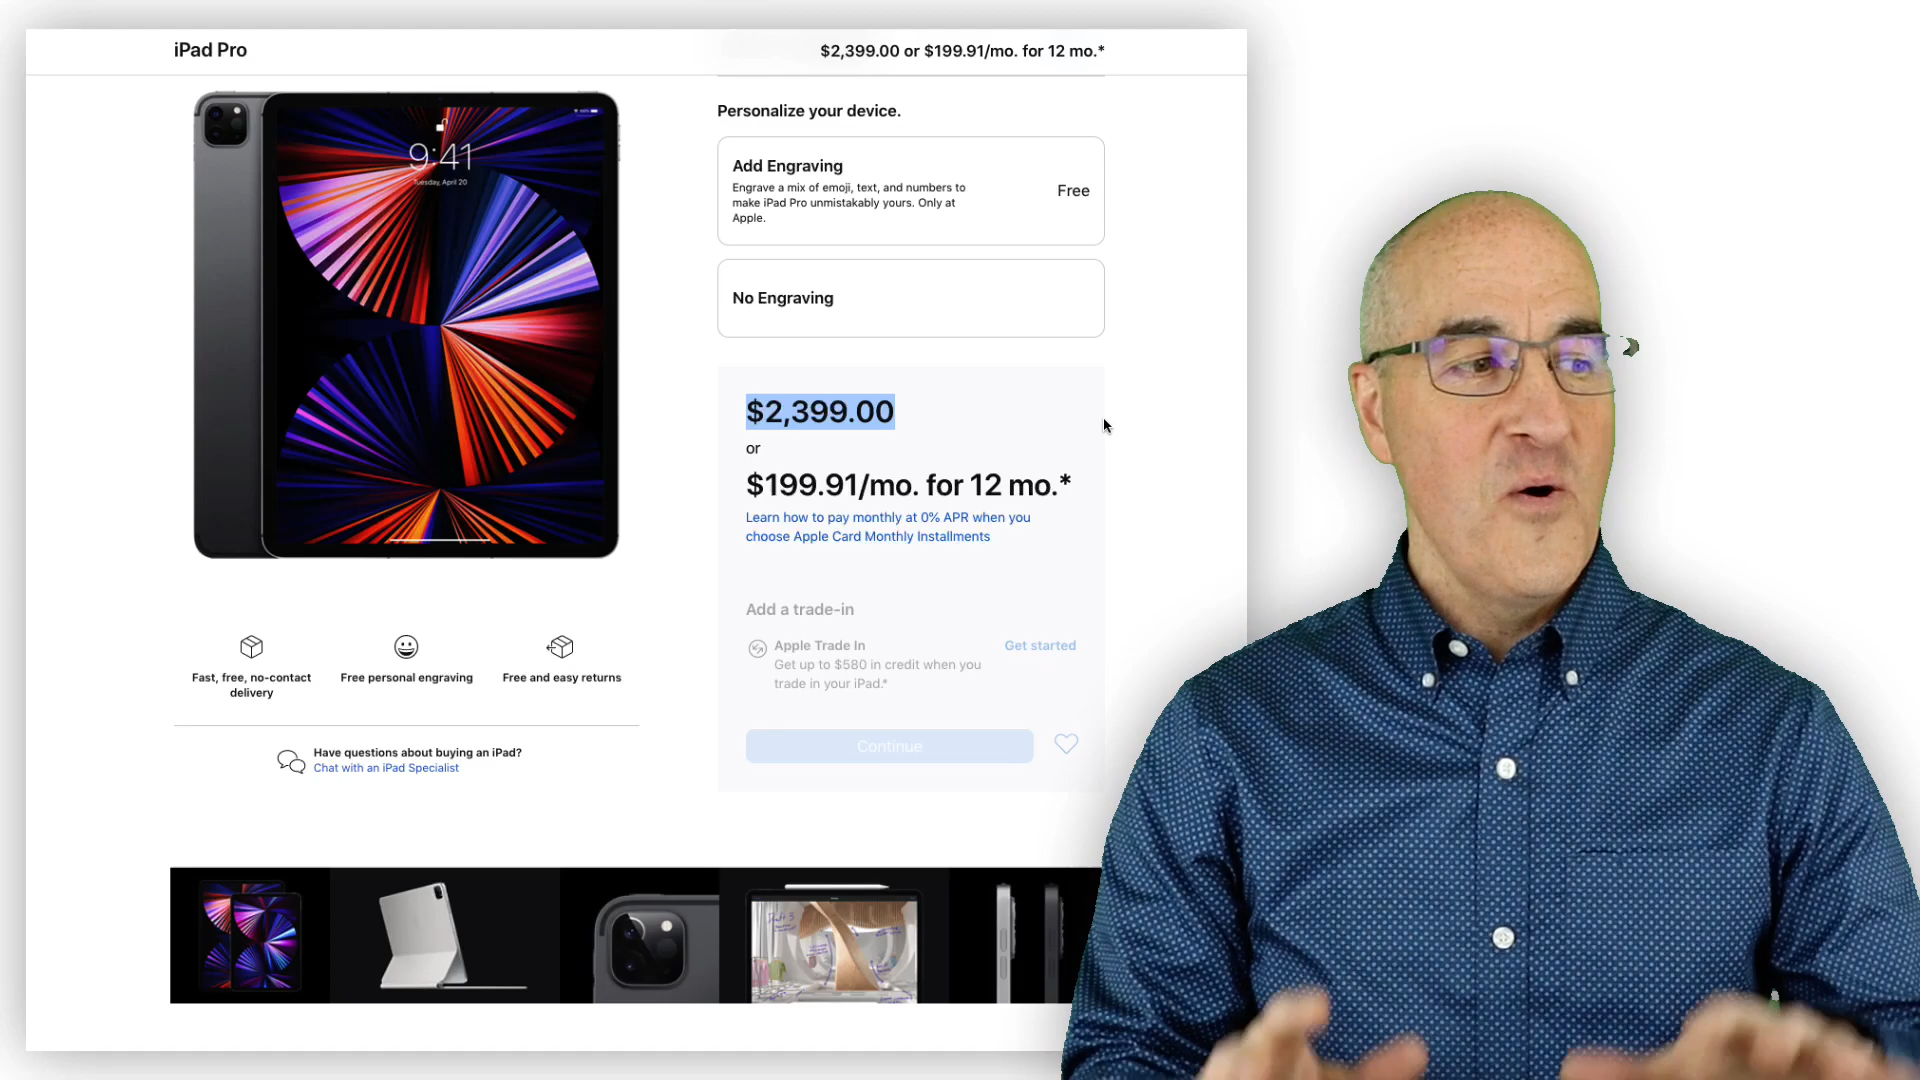 iPad Pro
$2,399.00 or $199.91/mo. for 12 mo.*
9:41
Tuesday, April 20
Personalize your device.
Add Engraving
Engrave a mix of emoji, text, and numbers to
make iPad Pro unmistakably yours. Only at
Apple.
Free
No Engraving
$2,399.00
or
$199.91/mo. for 12 mo.*
Learn how to pay monthly at 0% APR when you
choose Apple Card Monthly Installments
Add a trade-in
Apple Trade In
Get started
Get up to $580 in credit when you
trade in your iPad.*
Continue
Fast, free, no-contact
delivery
Free personal engraving
Free and easy returns
Have questions about buying an iPad?
Chat with an iPad Specialist